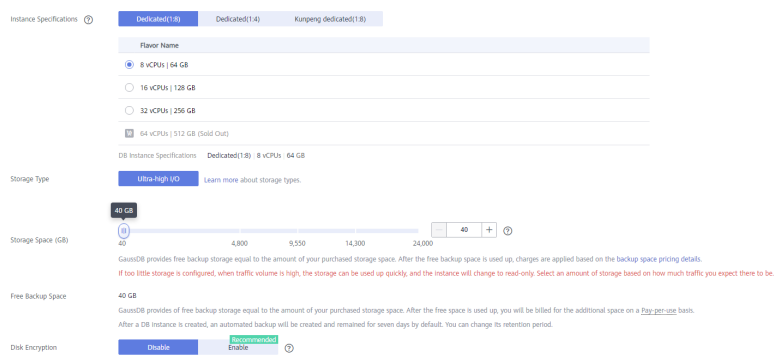 Instance Specifications ?
Dedicated(1:8) Dedicated(1:4) Kunpeng dedicated(1:8)
Flavor Name
8 vCPUs | 64 GB
16 vCPUs | 128 GB
32 vCPUs | 256 GB
64 vCPUs | 512 GB (Sold Out)
DB Instance Specifications Dedicated(1:8) | 8 vCPUs | 64 GB
Storage Type Ultra-high I/O Learn more about storage types.
40 GB
Storage Space (GB) 40 4,800 9,550 14,300 24,000 − 40 + ?
GaussDB provides free backup storage equal to the amount of your purchased storage space. After the free backup space is used up, charges are applied based on the backup space pricing details.
If too little storage is configured, when traffic volume is high, the storage can be used up quickly, and the instance will change to read-only. Select an amount of storage based on how much traffic you expect there to be.
Free Backup Space 40 GB
GaussDB provides of free backup storage equal to the amount of your purchased storage space. After the free space is used up, you will be billed for the additional space on a Pay-per-use basis.
After a DB instance is created, an automated backup will be created and remained for seven days by default. You can change its retention period.
Recommended
Disk Encryption Disable Enable ?